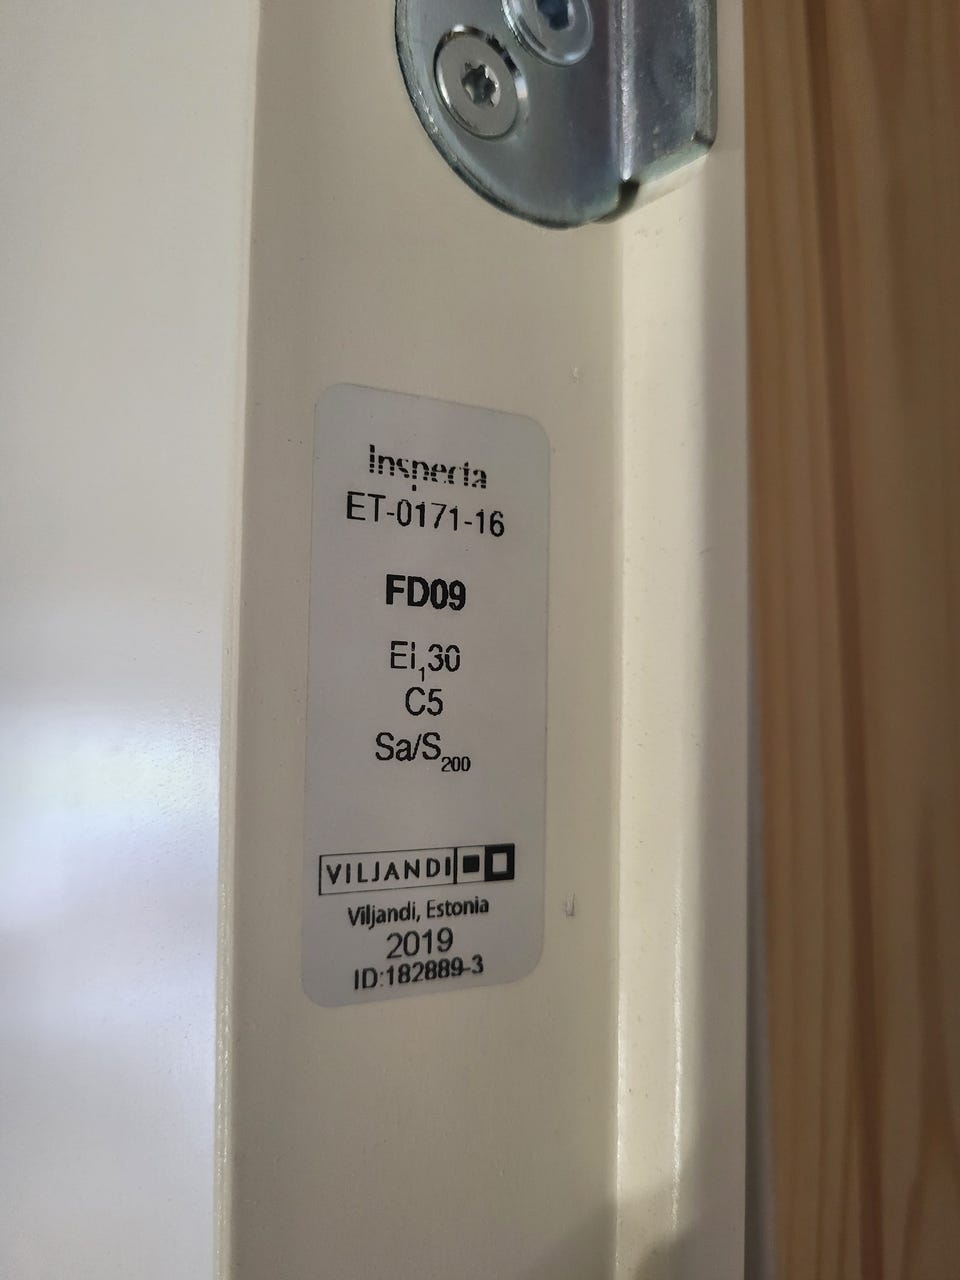 Inspecta
ET-0171-16
FD09
EI₁30
C5
Sa/S₂₀₀
VILJANDI
Viljandi, Estonia
2019
ID:182889-3